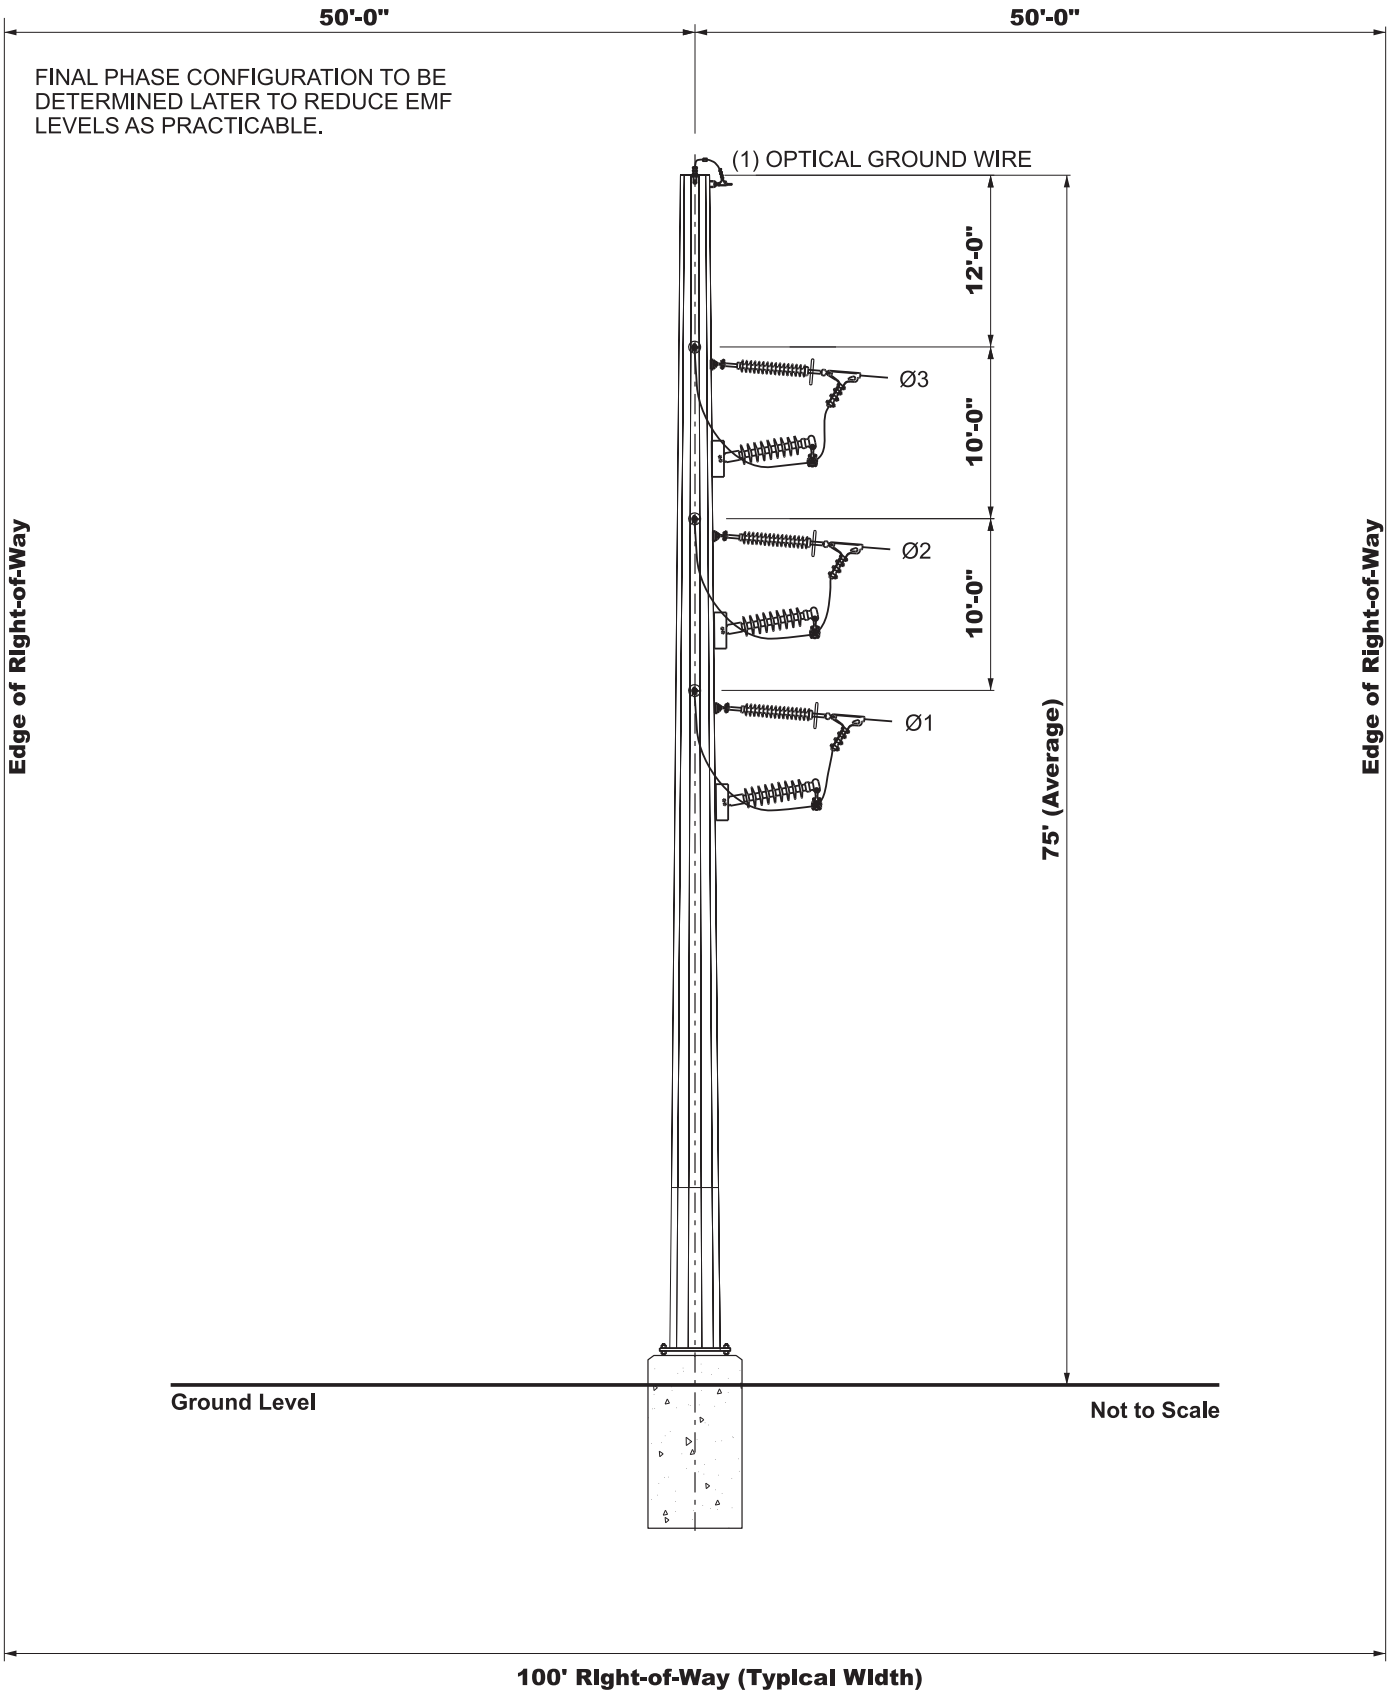 50'-0"
50'-0"
FINAL PHASE CONFIGURATION TO BE
DETERMINED LATER TO REDUCE EMF
LEVELS AS PRACTICABLE.
(1) OPTICAL GROUND WIRE
12'-0"
Ø3
10'-0"
Edge of Right-of-Way
Ø2
10'-0"
Edge of Right-of-Way
Ø1
75' (Average)
Ground Level
Not to Scale
100' Right-of-Way (Typical Width)